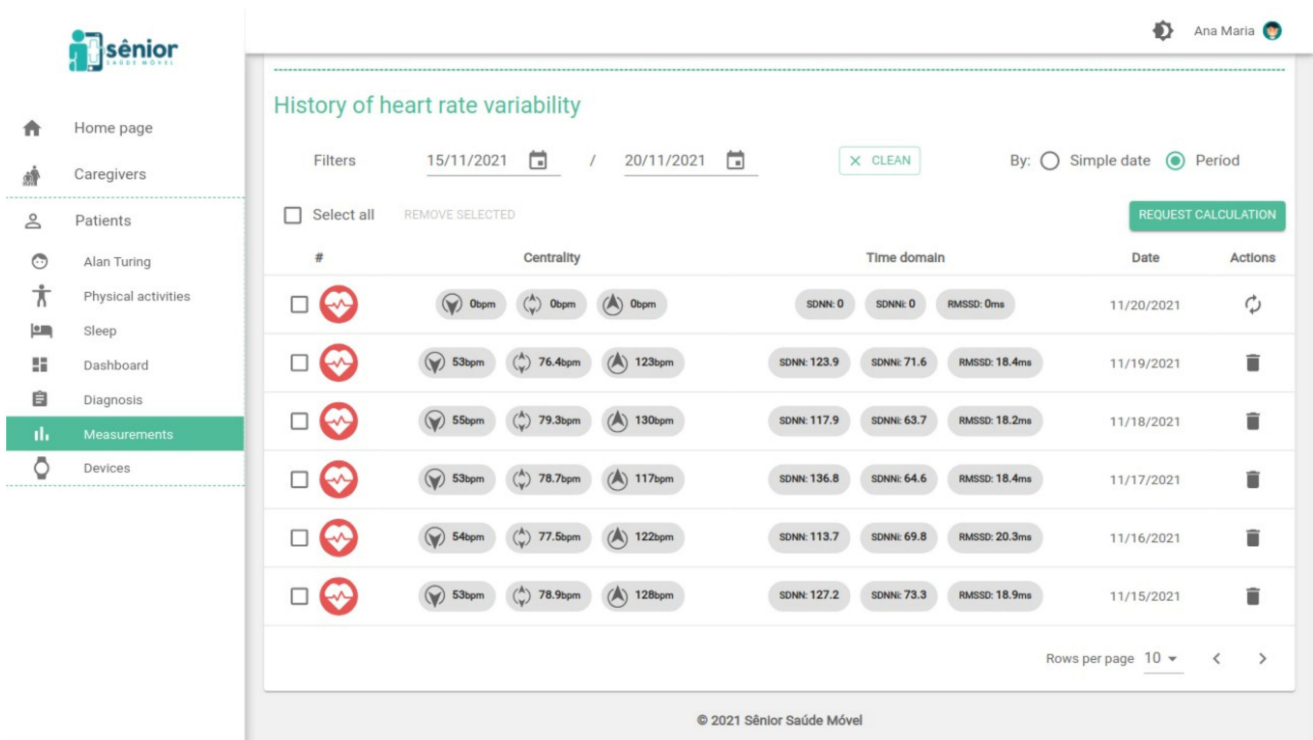 sênior
SAÚDE MÓVEL
Ana Maria
Home page
Caregivers
Patients
Alan Turing
Physical activities
Sleep
Dashboard
Diagnosis
Measurements
Devices
History of heart rate variability
Filters 15/11/2021 / 20/11/2021 CLEAN By: Simple date Período
Select all REMOVE SELECTED REQUEST CALCULATION
# Centrality Time domain Date Actions
0bpm 0bpm 0bpm SDNN: 0 SDNNi: 0 RMSSD: 0ms 11/20/2021
53bpm 76.4bpm 123bpm SDNN: 123.9 SDNNi: 71.6 RMSSD: 18.4ms 11/19/2021
55bpm 79.3bpm 130bpm SDNN: 117.9 SDNNi: 63.7 RMSSD: 18.2ms 11/18/2021
53bpm 78.7bpm 117bpm SDNN: 136.8 SDNNi: 64.6 RMSSD: 18.4ms 11/17/2021
54bpm 77.5bpm 122bpm SDNN: 113.7 SDNNi: 69.8 RMSSD: 20.3ms 11/16/2021
53bpm 78.9bpm 128bpm SDNN: 127.2 SDNNi: 73.3 RMSSD: 18.9ms 11/15/2021
Rows per page 10
© 2021 Sênior Saúde Móvel